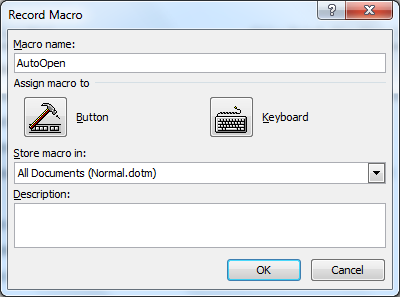 Record Macro
Macro name:
AutoOpen
Assign macro to
Button
Keyboard
Store macro in:
All Documents (Normal.dotm)
Description:
OK
Cancel